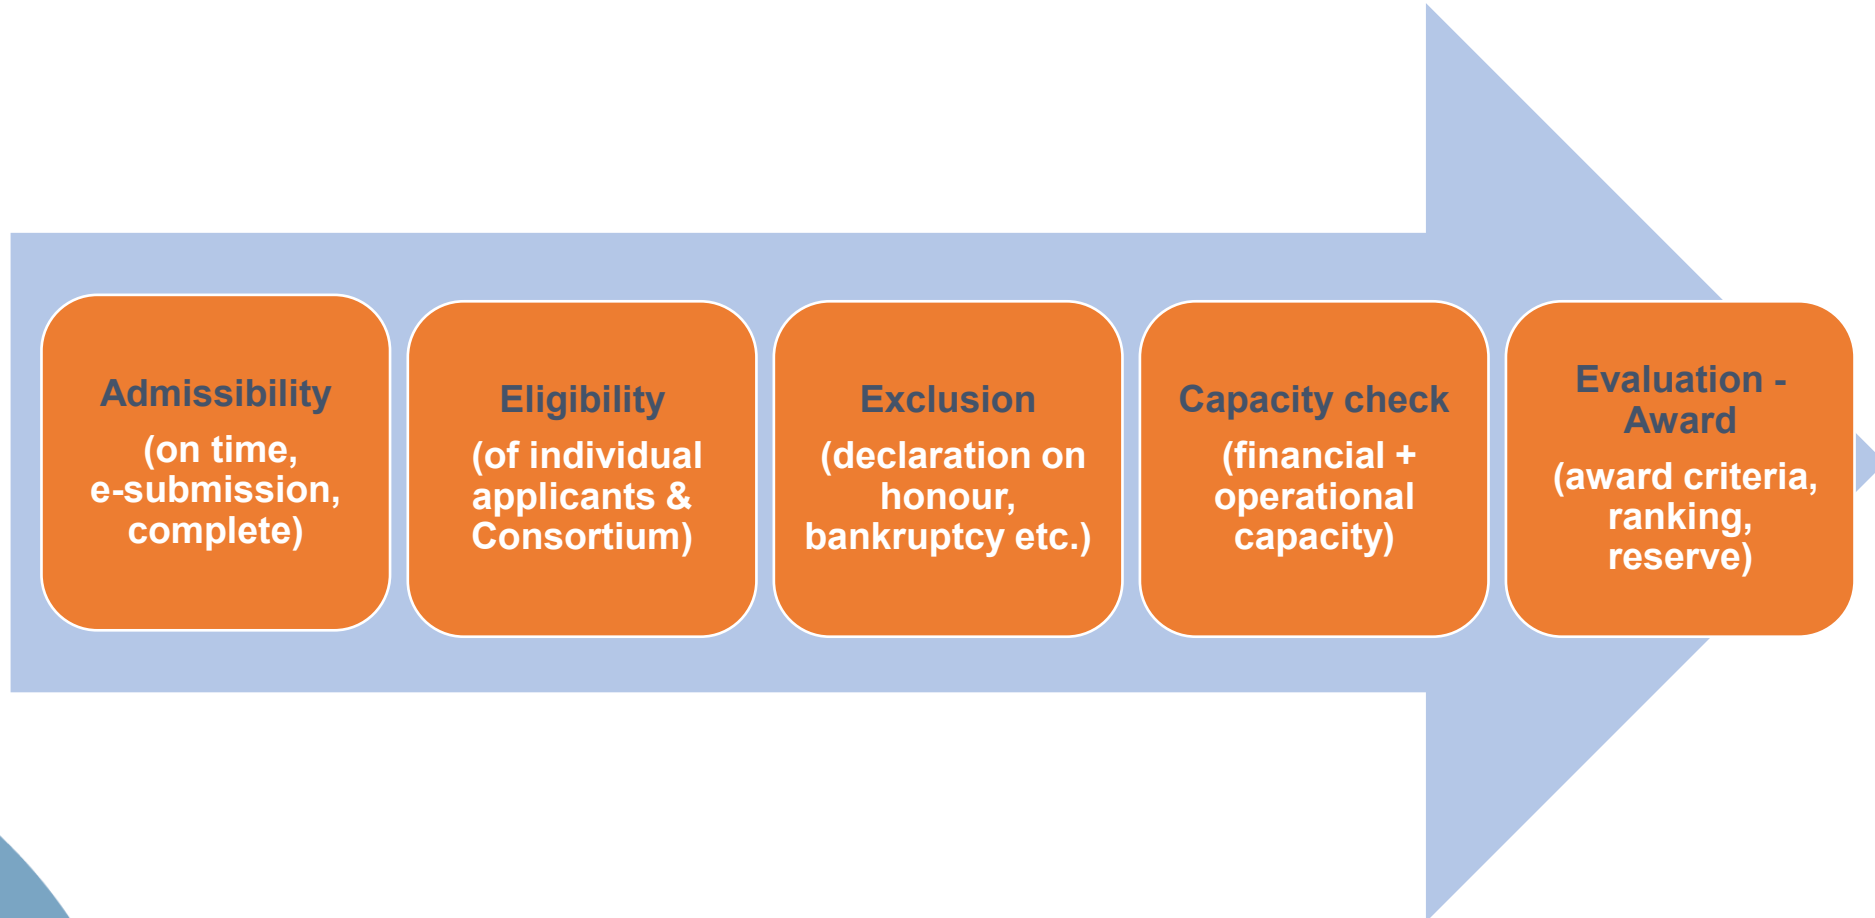 Admissibility
(on time,
e-submission,
complete)
Eligibility
(of individual
applicants &
Consortium)
Exclusion
(declaration on
honour,
bankruptcy etc.)
Capacity check
(financial +
operational
capacity)
Evaluation -
Award
(award criteria,
ranking,
reserve)